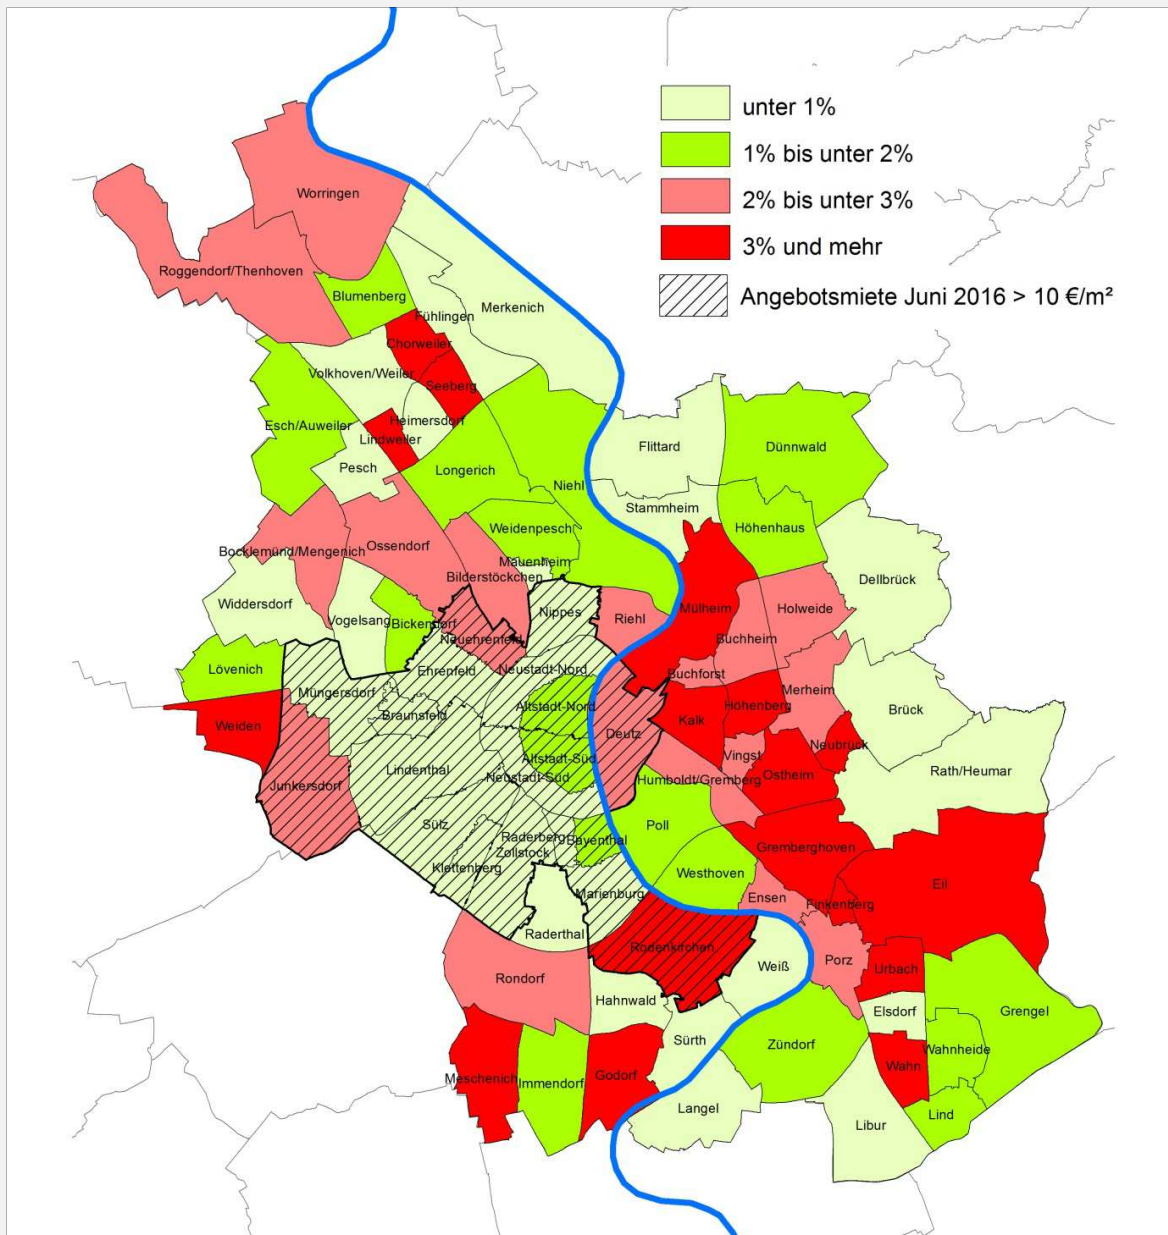 unter 1%
1% bis unter 2%
2% bis unter 3%
3% und mehr
Angebotsmiete Juni 2016 > 10 €/m²
Worringen
Roggendorf/Thenhoven
Blumenberg
Fühlingen
Merkenich
Chorweiler
Volkhoven/Weiler
Seeberg
Heimersdorf
Esch/Auweiler
Lindweiler
Pesch
Longerich
Niehl
Flittard
Dünnwald
Stammheim
Höhenhaus
Weidenpesch
Bocklemünd/Mengenich
Ossendorf
Mauenheim
Bilderstöckchen
Dellbrück
Widdersdorf
Vogelsang
Bickendorf
Nippes
Riehl
Mülheim
Holweide
Neuehrenfeld
Buchheim
Lövenich
Ehrenfeld
Neustadt-Nord
Buchforst
Müngersdorf
Merheim
Altstadt-Nord
Höhenberg
Brück
Braunsfeld
Kalk
Weiden
Deutz
Neubrück
Vingst
Altstadt-Süd
Lindenthal
Neustadt-Süd
Humboldt/Gremberg
Ostheim
Rath/Heumar
Junkersdorf
Sülz
Poll
Raderberg
Bayenthal
Zollstock
Gremberghoven
Klettenberg
Westhoven
Eil
Marienburg
Ensen
Finkenberg
Raderthal
Rodenkirchen
Porz
Weiß
Urbach
Rondorf
Hahnwald
Elsdorf
Grengel
Sürth
Zündorf
Wahnheide
Wahn
Meschenich
Immendorf
Godorf
Langel
Lind
Libur